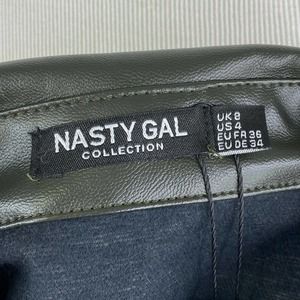 NASTY GAL
COLLECTION
UK 8
US 4
EU FR 36
EU DE 34